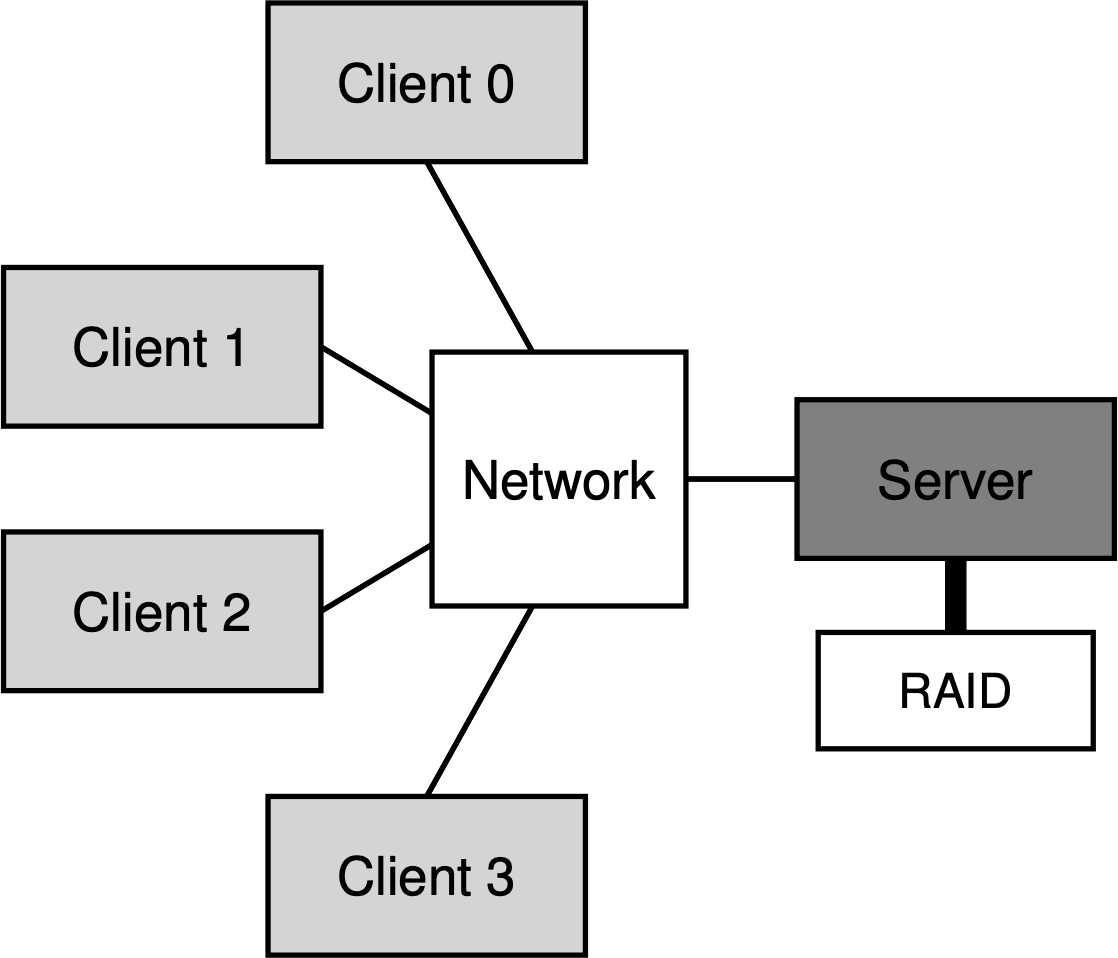 Client 0
Client 1
Network
Server
Client 2
RAID
Client 3